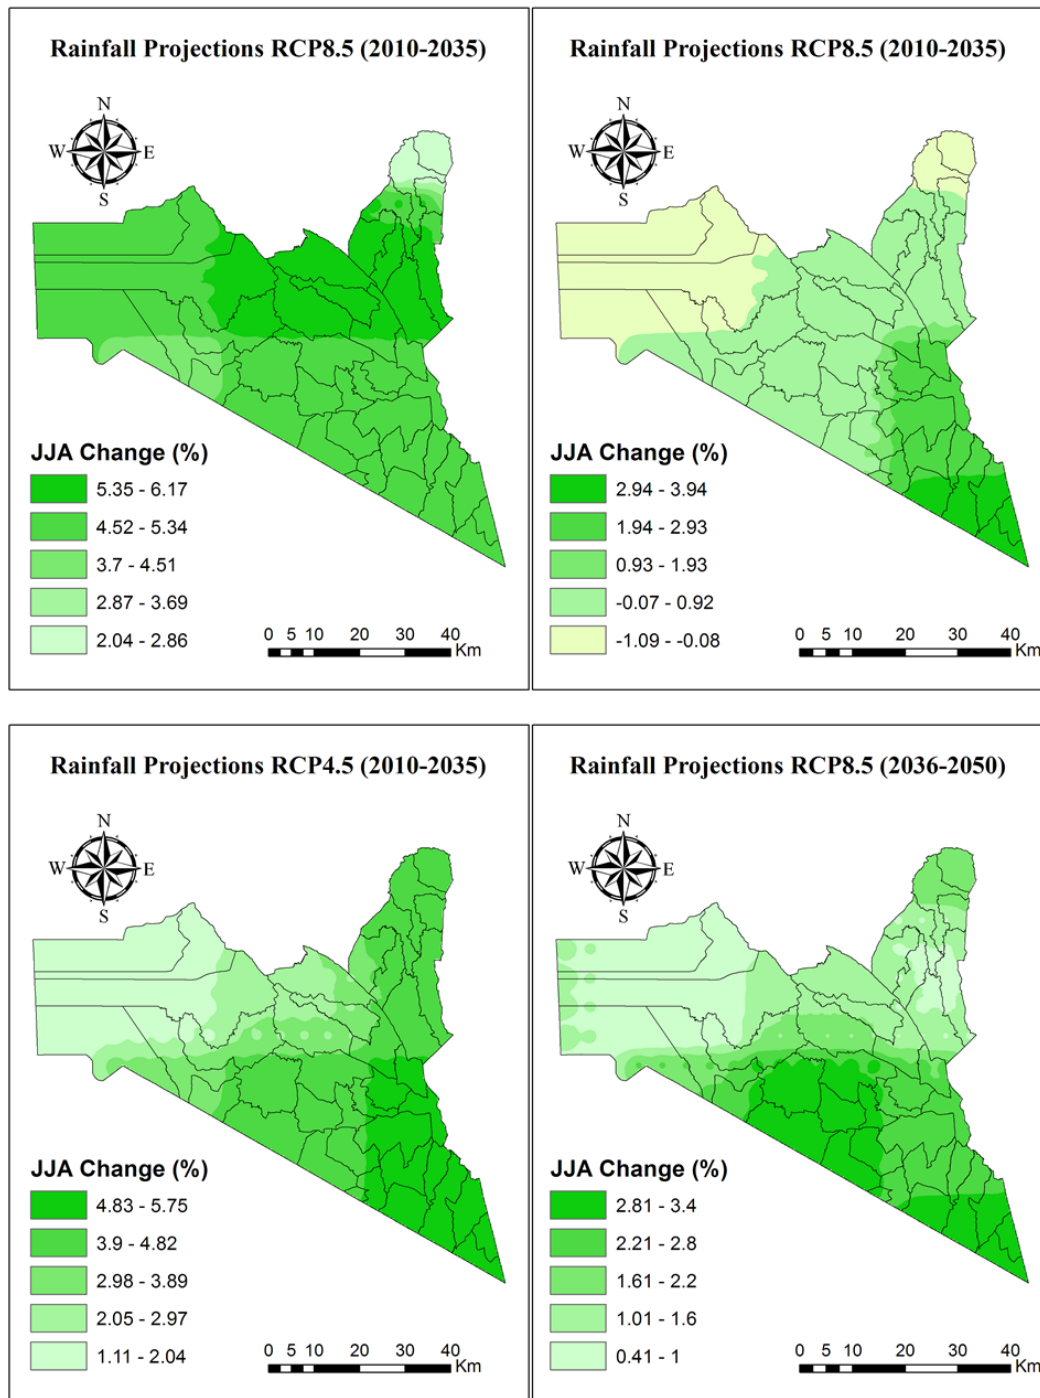 Rainfall Projections RCP8.5 (2010-2035)
N
W E
S
JJA Change (%)
5.35 - 6.17
4.52 - 5.34
3.7 - 4.51
2.87 - 3.69
2.04 - 2.86
0 5 10 20 30 40
Km
Rainfall Projections RCP8.5 (2010-2035)
N
W E
S
JJA Change (%)
2.94 - 3.94
1.94 - 2.93
0.93 - 1.93
-0.07 - 0.92
-1.09 - -0.08
0 5 10 20 30 40
Km
Rainfall Projections RCP4.5 (2010-2035)
N
W E
S
JJA Change (%)
4.83 - 5.75
3.9 - 4.82
2.98 - 3.89
2.05 - 2.97
1.11 - 2.04
0 5 10 20 30 40
Km
Rainfall Projections RCP8.5 (2036-2050)
N
W E
S
JJA Change (%)
2.81 - 3.4
2.21 - 2.8
1.61 - 2.2
1.01 - 1.6
0.41 - 1
0 5 10 20 30 40
Km